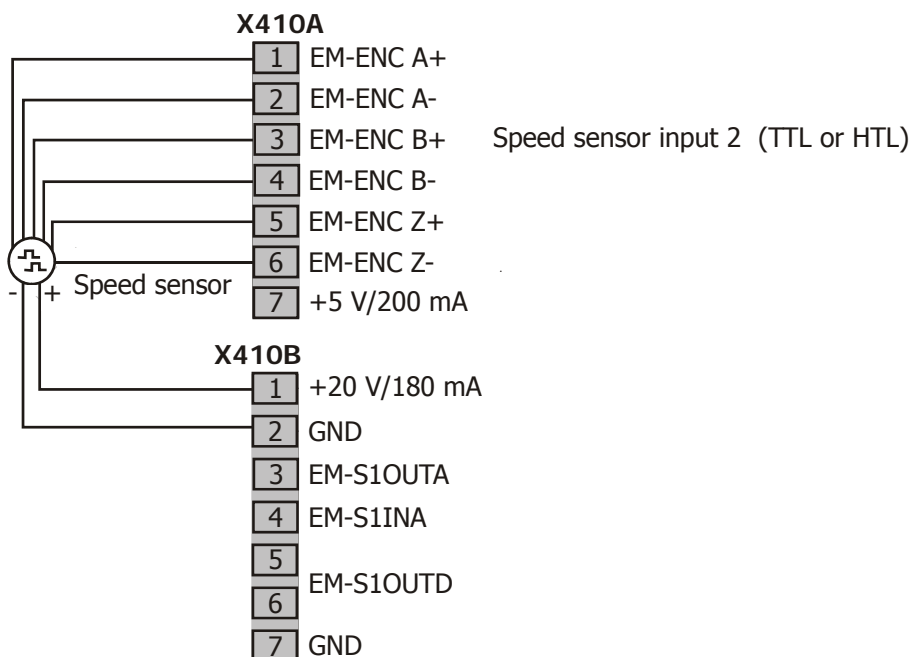 X410A
1 EM-ENC A+
2 EM-ENC A-
3 EM-ENC B+ Speed sensor input 2 (TTL or HTL)
4 EM-ENC B-
5 EM-ENC Z+
6 EM-ENC Z-
- + Speed sensor
7 +5 V/200 mA
X410B
1 +20 V/180 mA
2 GND
3 EM-S1OUTA
4 EM-S1INA
5
EM-S1OUTD
6
7 GND